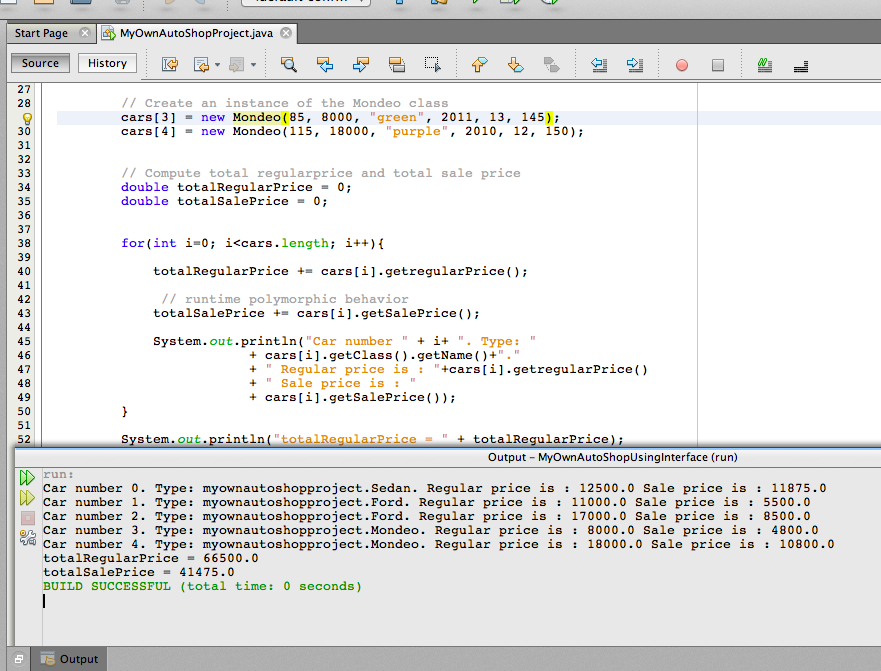 Start Page
MyOwnAutoShopProject.java
Source
History
27
28 // Create an instance of the Mondeo class
cars[3] = new Mondeo(85, 8000, "green", 2011, 13, 145);
30 cars[4] = new Mondeo(115, 18000, "purple", 2010, 12, 150);
31
32
33 // Compute total regularprice and total sale price
34 double totalRegularPrice = 0;
35 double totalSalePrice = 0;
36
37
38 for(int i=0; i<cars.length; i++){
39
40 totalRegularPrice += cars[i].getregularPrice();
41
42 // runtime polymorphic behavior
43 totalSalePrice += cars[i].getSalePrice();
44
45 System.out.println("Car number " + i+ ". Type: "
46 + cars[i].getClass().getName()+"."
47 + " Regular price is : "+cars[i].getregularPrice()
48 + " Sale price is : "
49 + cars[i].getSalePrice());
50 }
51
52 System.out.println("totalRegularPrice = " + totalRegularPrice);
Output - MyOwnAutoShopUsingInterface (run)
run:
Car number 0. Type: myownautoshopproject.Sedan. Regular price is : 12500.0 Sale price is : 11875.0
Car number 1. Type: myownautoshopproject.Ford. Regular price is : 11000.0 Sale price is : 5500.0
Car number 2. Type: myownautoshopproject.Ford. Regular price is : 17000.0 Sale price is : 8500.0
Car number 3. Type: myownautoshopproject.Mondeo. Regular price is : 8000.0 Sale price is : 4800.0
Car number 4. Type: myownautoshopproject.Mondeo. Regular price is : 18000.0 Sale price is : 10800.0
totalRegularPrice = 66500.0
totalSalePrice = 41475.0
BUILD SUCCESSFUL (total time: 0 seconds)
Output